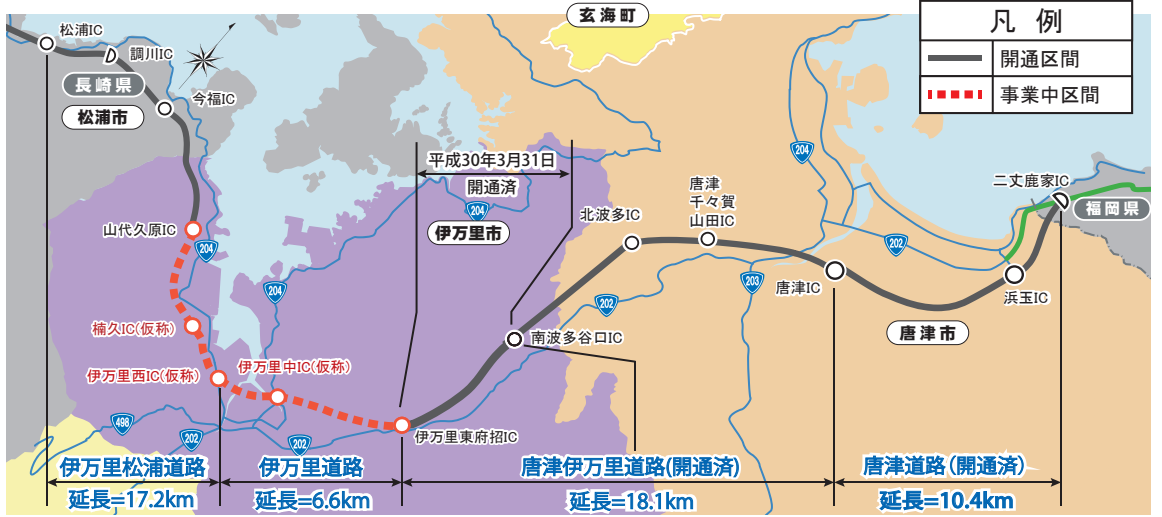 玄海町
凡 例
開通区間
事業中区間
松浦IC
調川IC
長崎県
松浦市
今福IC
平成30年3月31日
開通済
204
伊万里市
山代久原IC
204
204
楠久IC(仮称)
伊万里西IC(仮称)
伊万里中IC(仮称)
498
202
202
伊万里東府招IC
南波多谷口IC
202
北波多IC
唐津
千々賀
山田IC
204
203
202
唐津IC
唐津市
浜玉IC
二丈鹿家IC
福岡県
伊万里松浦道路
延長=17.2km
伊万里道路
延長=6.6km
唐津伊万里道路(開通済)
延長=18.1km
唐津道路(開通済)
延長=10.4km